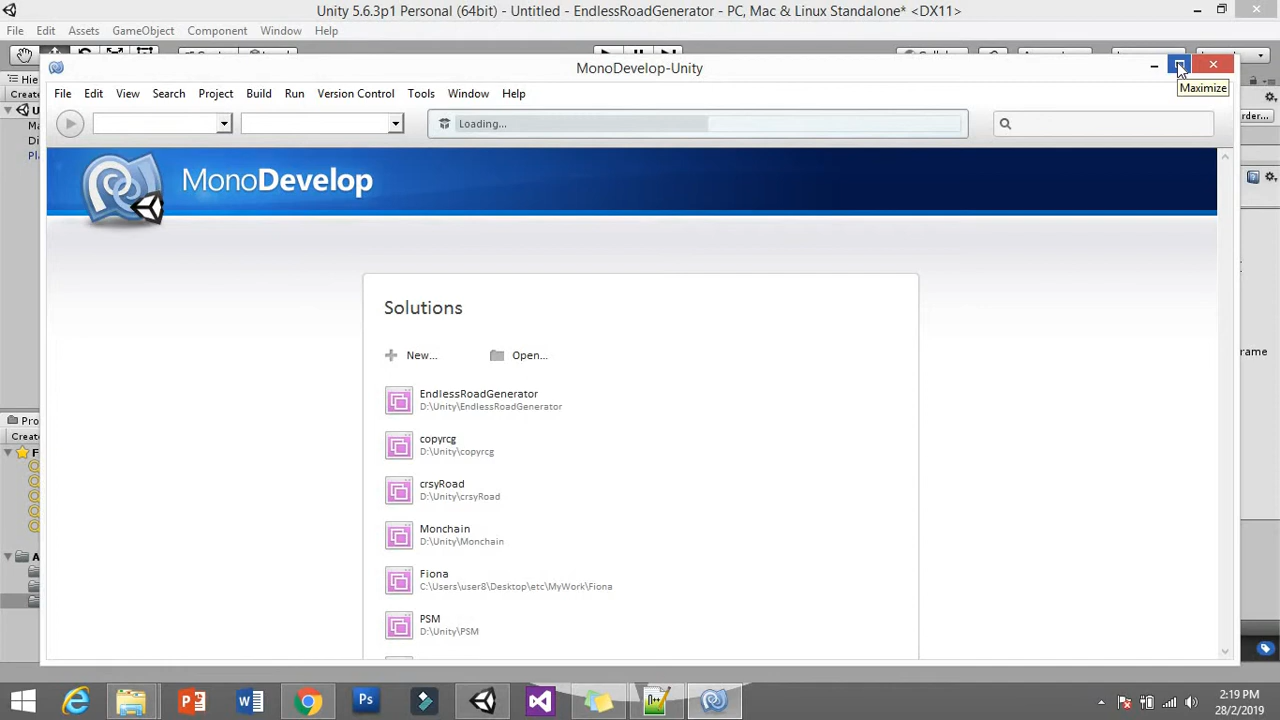 Unity 5.6.3p1 Personal (64bit) - Untitled - EndlessRoadGenerator - PC, Mac & Linux Standalone* <DX11>
File Edit Assets GameObject Component Window Help
MonoDevelop-Unity
Maximize
File Edit View Search Project Build Run Version Control Tools Window Help
Loading...
MonoDevelop
Solutions
New... Open...
EndlessRoadGenerator
D:\Unity\EndlessRoadGenerator
copyrcg
D:\Unity\copyrcg
crsyRoad
D:\Unity\crsyRoad
Monchain
D:\Unity\Monchain
Fiona
C:\Users\user8\Desktop\etc\MyWork\Fiona
PSM
D:\Unity\PSM
2:19 PM
28/2/2019